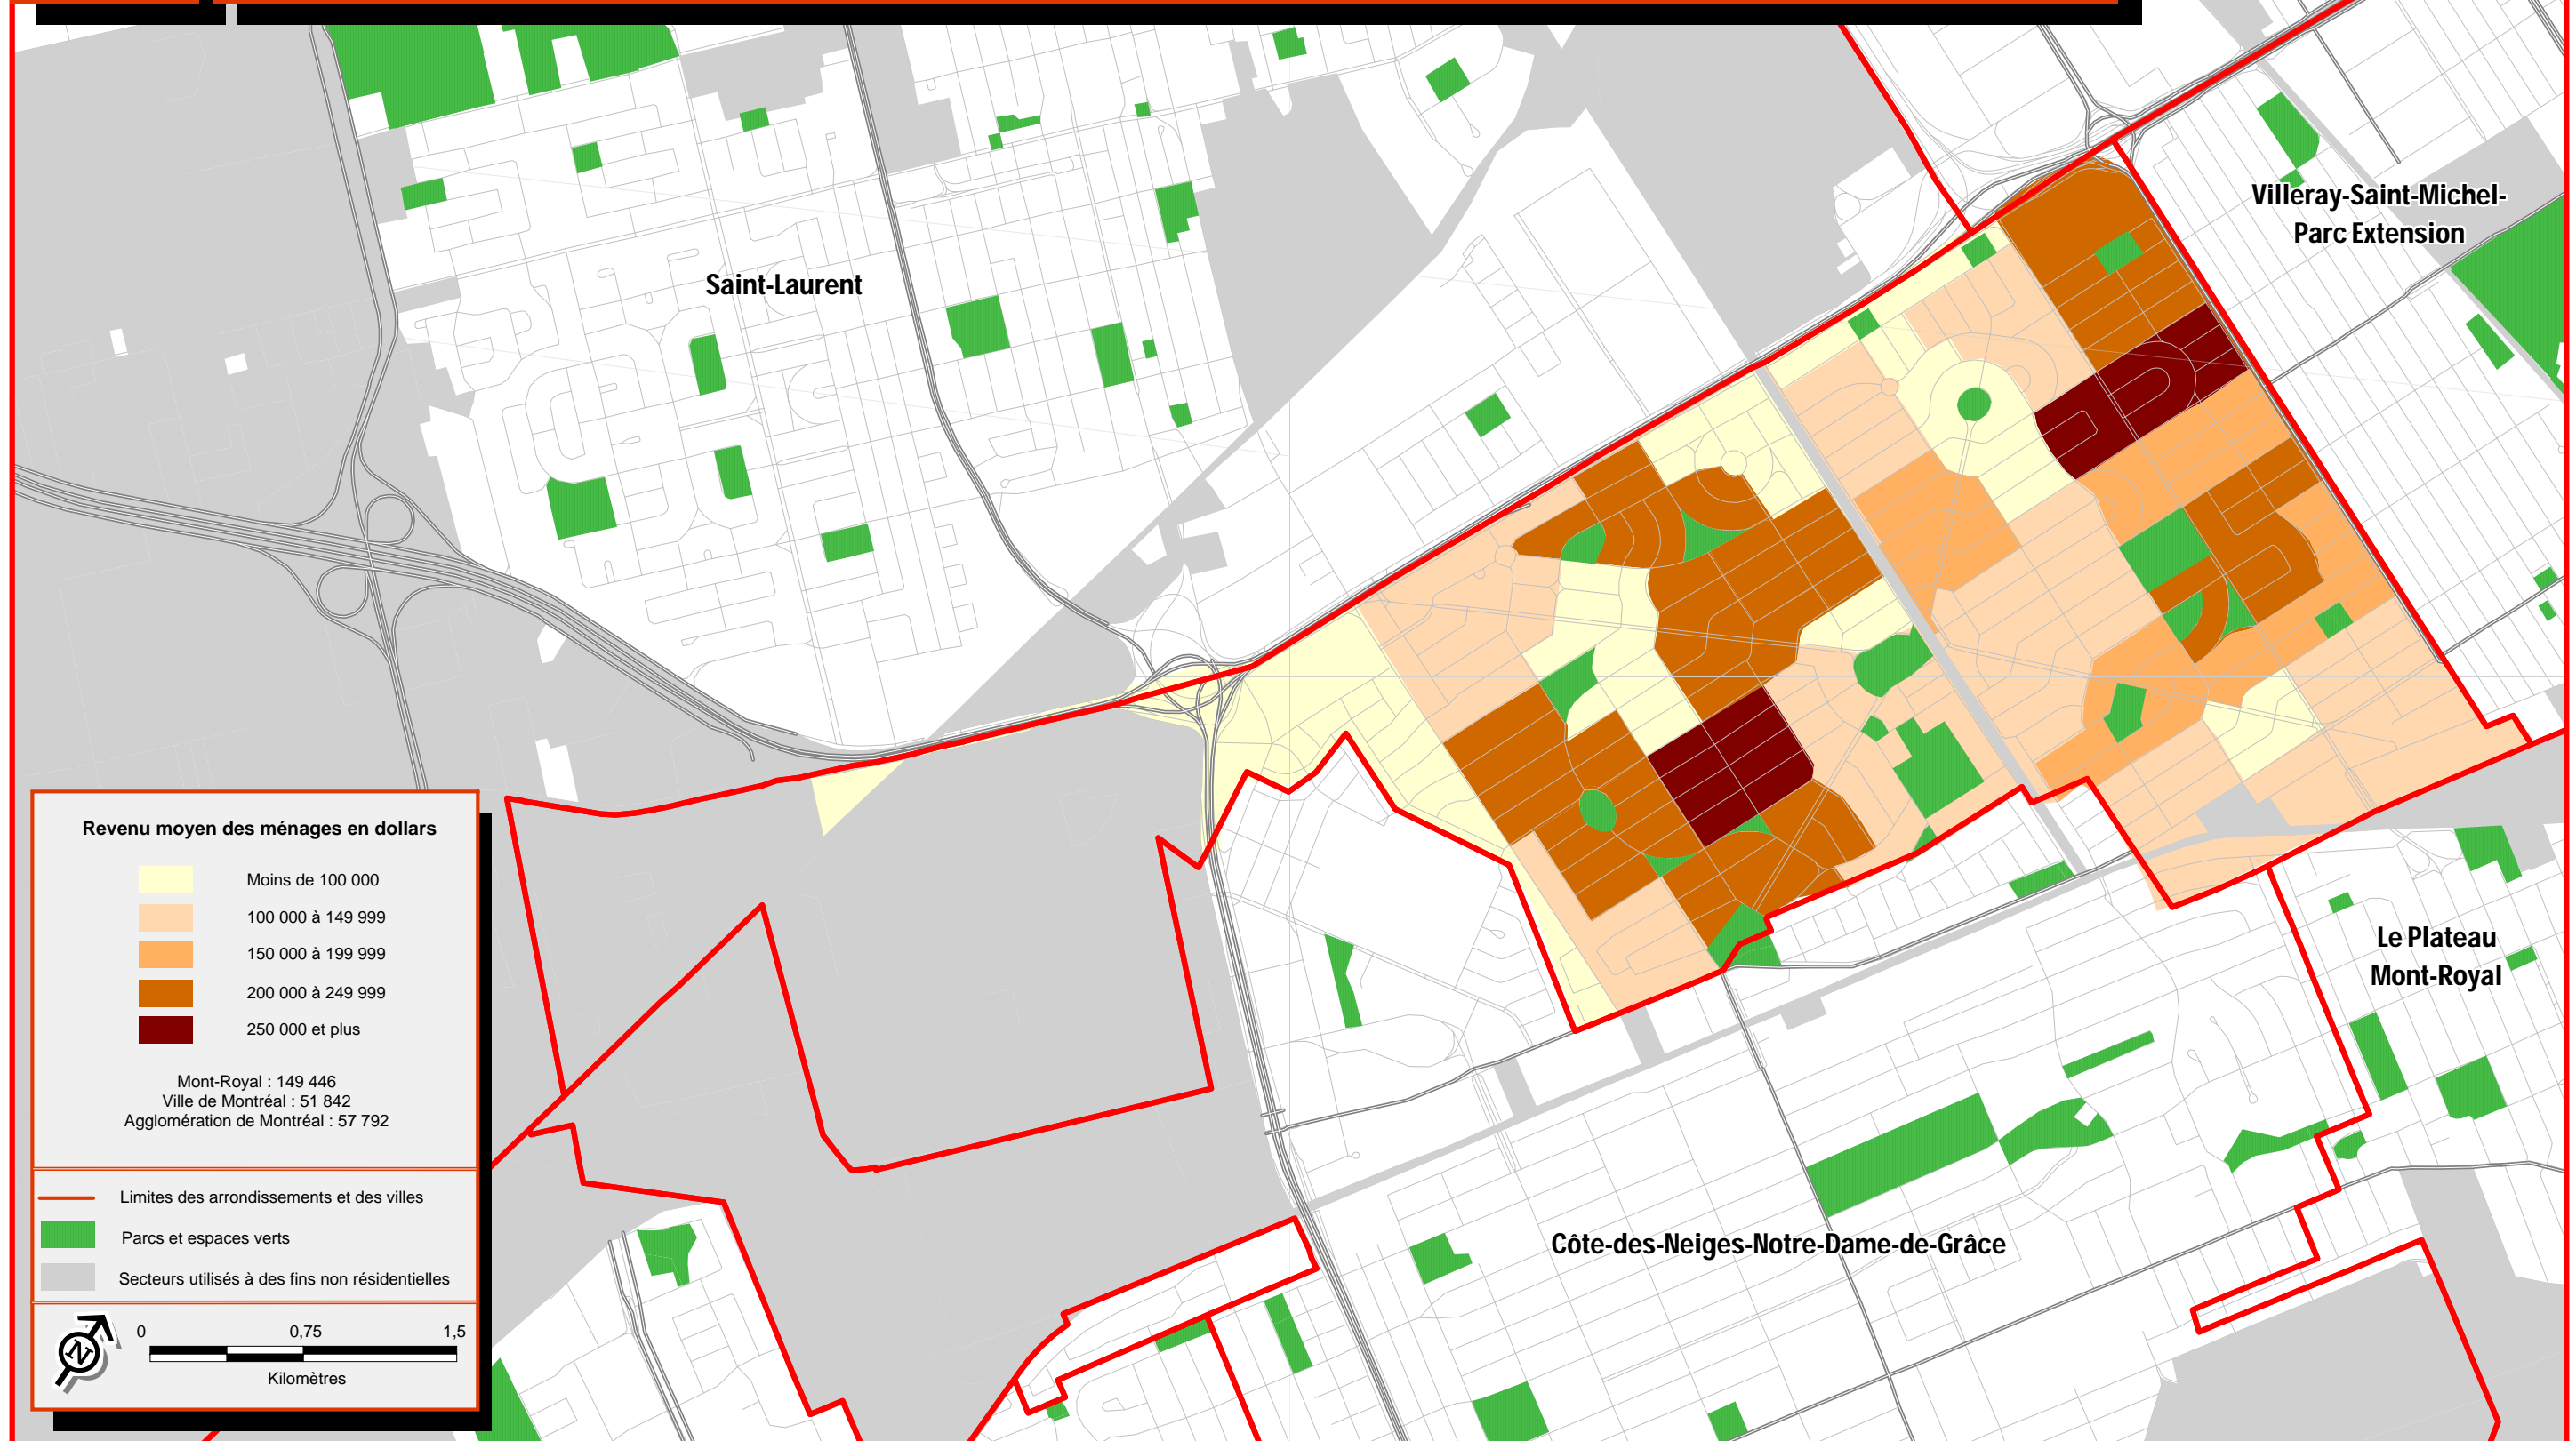 Villeray-Saint-Michel-
Parc Extension
Saint-Laurent
Revenu moyen des ménages en dollars
Moins de 100 000
100 000 à 149 999
150 000 à 199 999
200 000 à 249 999
250 000 et plus
Mont-Royal : 149 446
Ville de Montréal : 51 842
Agglomération de Montréal : 57 792
Le Plateau
Mont-Royal
Limites des arrondissements et des villes
Parcs et espaces verts
Secteurs utilisés à des fins non résidentielles
Côte-des-Neiges-Notre-Dame-de-Grâce
N
0 0,75 1,5
Kilomètres